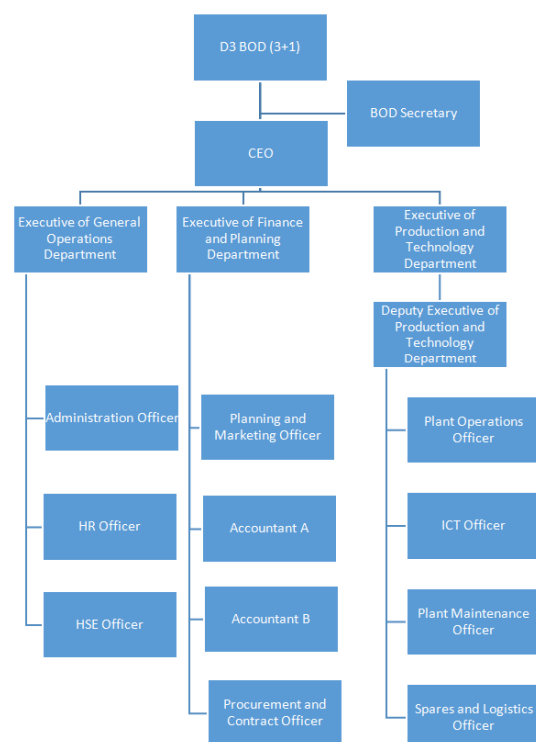 D3 BOD (3+1)
BOD Secretary
CEO
Executive of General
Operations
Department
Executive of Finance
and Planning
Department
Executive of
Production and
Technology
Department
Deputy Executive of
Production and
Technology
Department
Administration Officer
HR Officer
HSE Officer
Planning and
Marketing Officer
Accountant A
Accountant B
Procurement and
Contract Officer
Plant Operations
Officer
ICT Officer
Plant Maintenance
Officer
Spares and Logistics
Officer